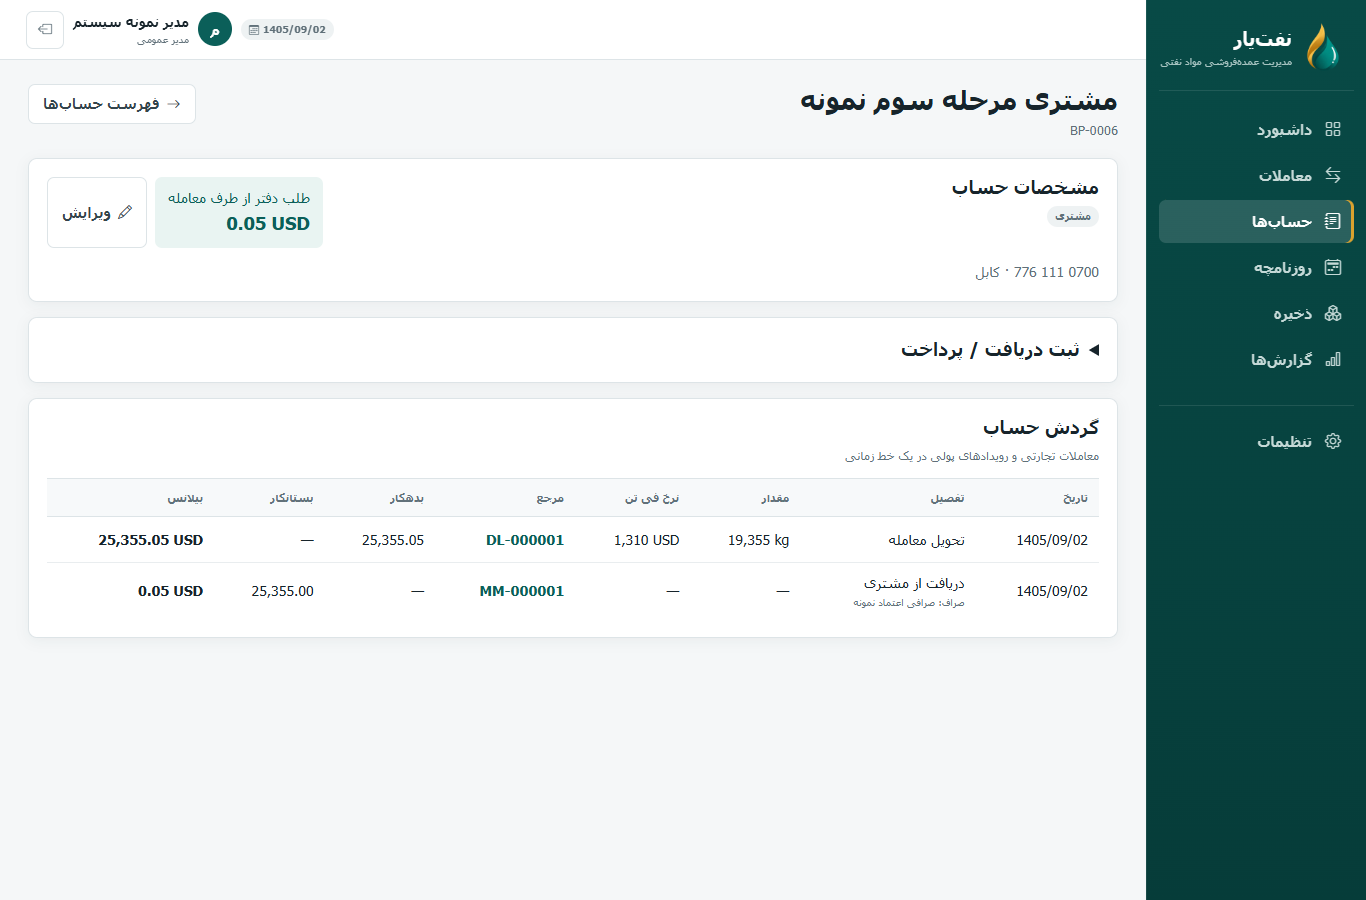 نفت‌یار
مدیریت عمده‌فروشی مواد نفتی
داشبورد
معاملات
حساب‌ها
روزنامچه
ذخیره
گزارش‌ها
تنظیمات
1405/09/02
م
مدیر نمونه سیستم
مدیر عمومی
مشتری مرحله سوم نمونه
BP-0006
فهرست حساب‌ها
مشخصات حساب
مشتری
طلب دفتر از طرف معامله
0.05 USD
ویرایش
0700 111 776 · کابل
ثبت دریافت / پرداخت
گردش حساب
معاملات تجارتی و رویدادهای پولی در یک خط زمانی
تاریخ تفصیل مقدار نرخ فی تن مرجع بدهکار بستانکار بیلانس
1405/09/02 تحویل معامله 19,355 kg 1,310 USD DL-000001 25,355.05 — 25,355.05 USD
1405/09/02 دریافت از مشتری — — MM-000001 — 25,355.00 0.05 USD
صراف: صرافی اعتماد نمونه